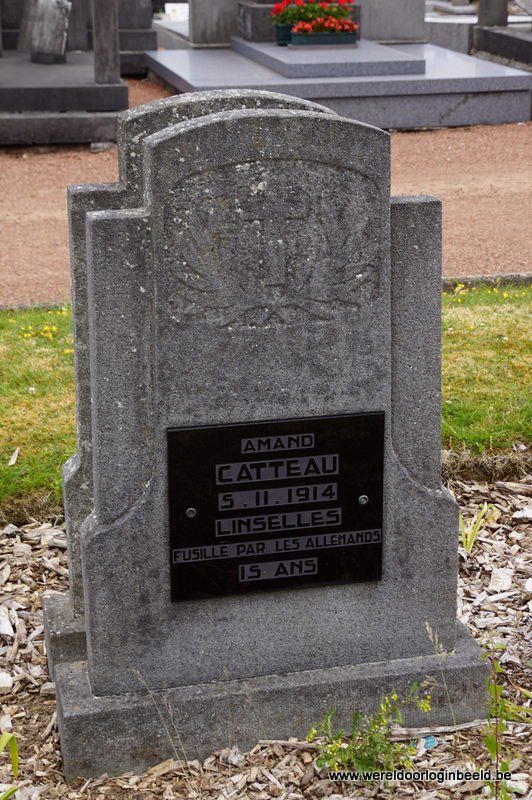 AMAND
CATTEAU
5.11.1914
LINSELLES
FUSILLE PAR LES ALLEMANDS
15 ANS
www.wereldoorloginbeeld.be